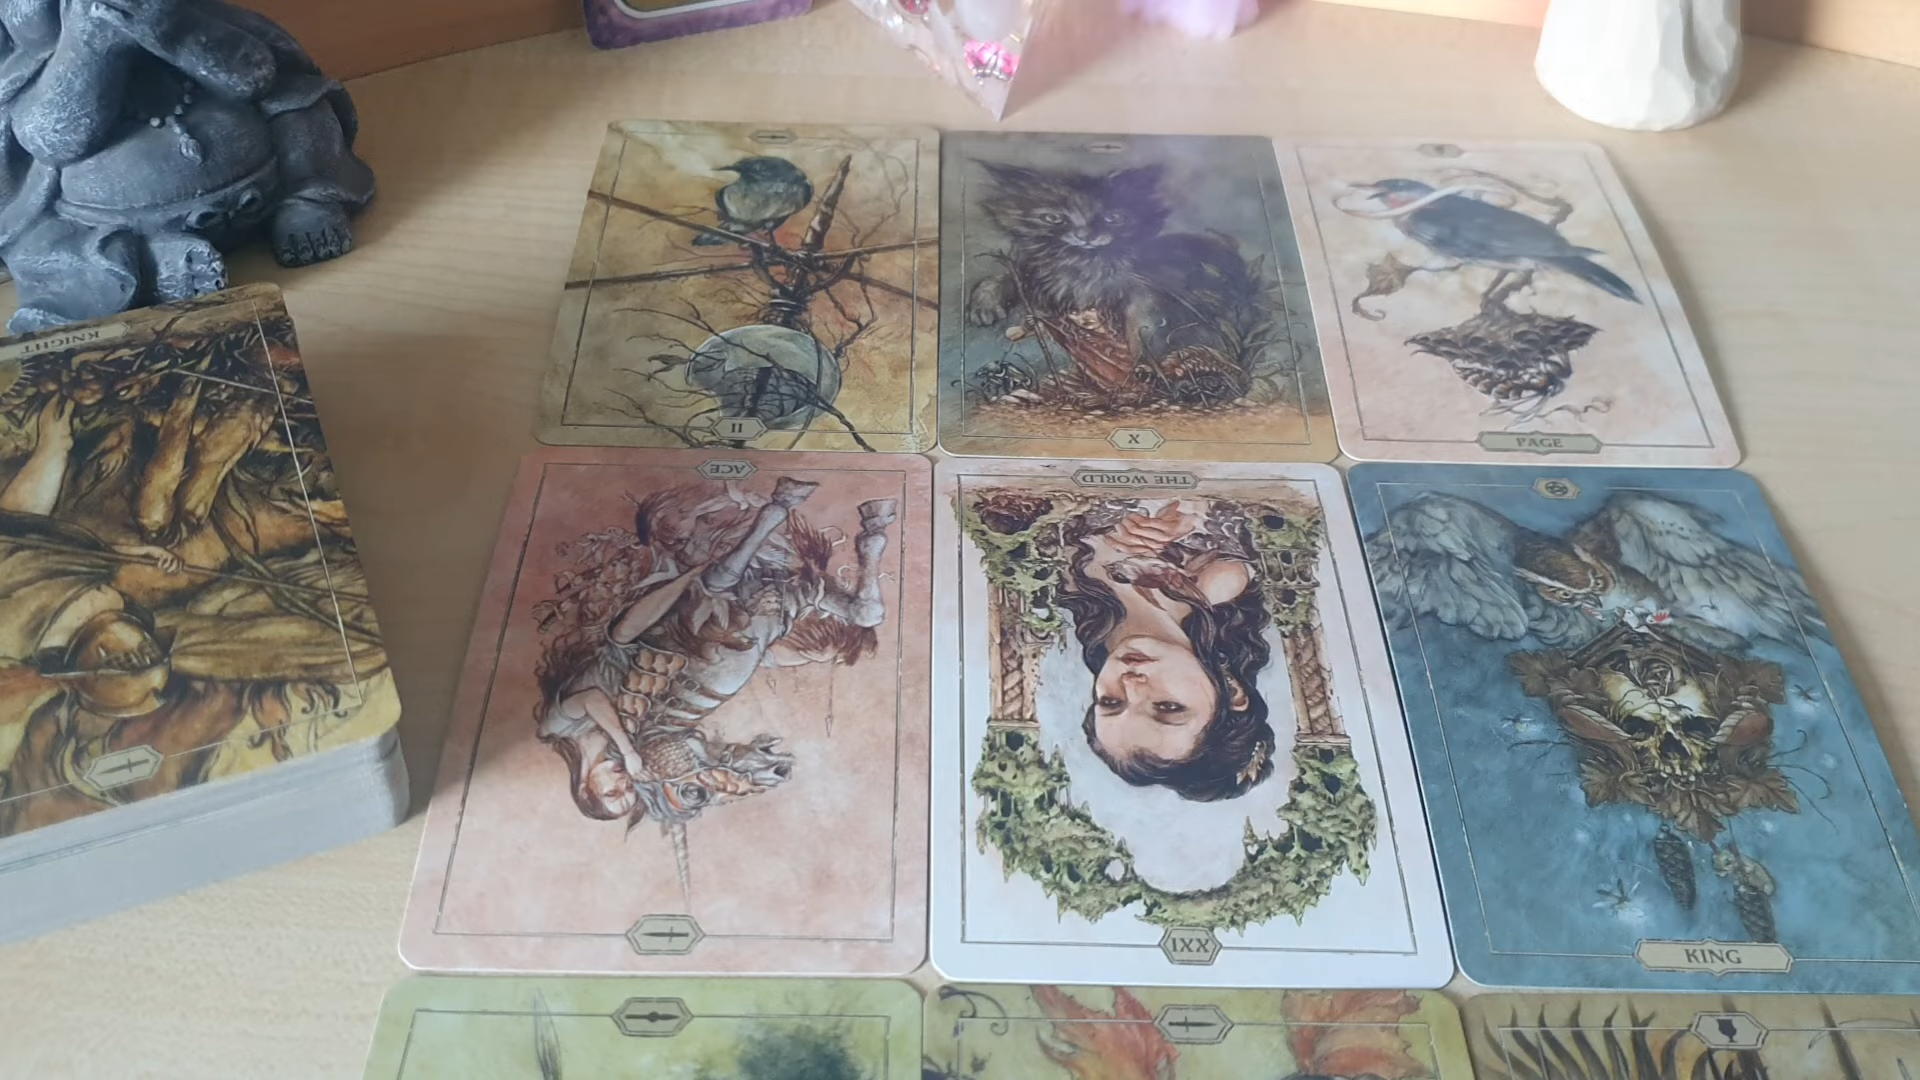 KNIGHT
II
X
PAGE
ACE
THE WORLD
XXI
KING